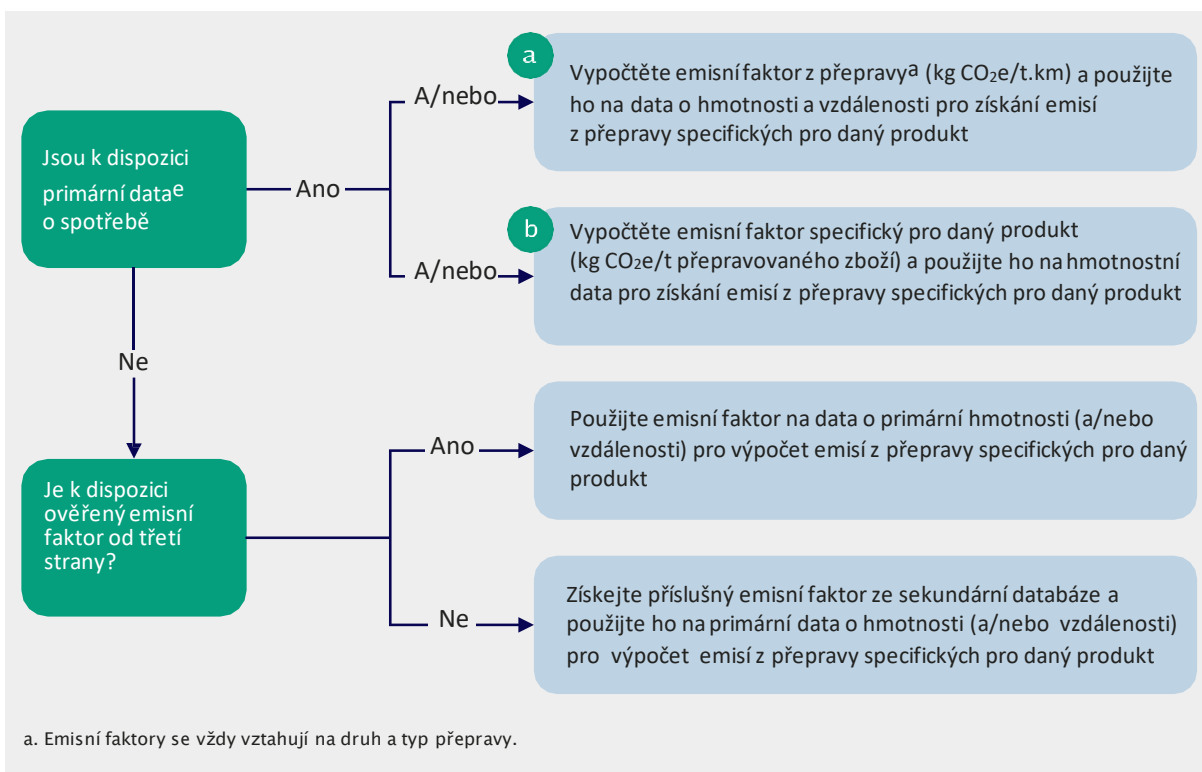 a
Vypočtěte emisní faktor z přepravyª (kg CO₂e/t.km) a použijte
ho na data o hmotnosti a vzdálenosti pro získání emisí
z přepravy specifických pro daný produkt
A/nebo
Jsou k dispozici
primární dataᵉ
o spotřebě
Ano
b
Vypočtěte emisní faktor specifický pro daný produkt
(kg CO₂e/t přepravovaného zboží) a použijte ho na hmotnostní
data pro získání emisí z přepravy specifických pro daný produkt
A/nebo
Ne
Použijte emisní faktor na data o primární hmotnosti (a/nebo
vzdálenosti) pro výpočet emisí z přepravy specifických pro daný
produkt
Ano
Je k dispozici
ověřený emisní
faktor od třetí
strany?
Získejte příslušný emisní faktor ze sekundární databáze a
použijte ho na primární data o hmotnosti (a/nebo vzdálenosti)
pro výpočet emisí z přepravy specifických pro daný produkt
Ne
a. Emisní faktory se vždy vztahují na druh a typ přepravy.